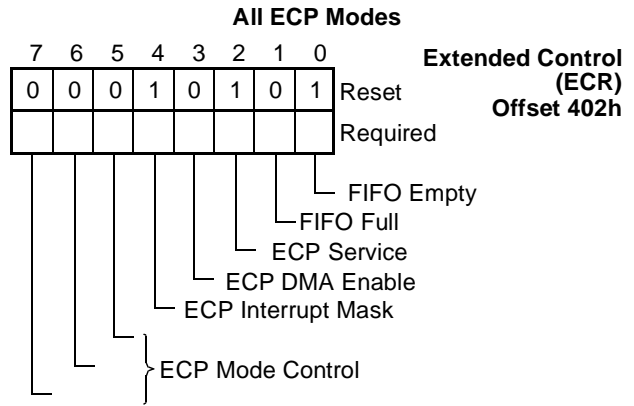 All ECP Modes
7 6 5 4 3 2 1 0
Extended Control
(ECR)
Offset 402h
0 0 0 1 0 1 0 1 Reset
Required
FIFO Empty
FIFO Full
ECP Service
ECP DMA Enable
ECP Interrupt Mask
ECP Mode Control